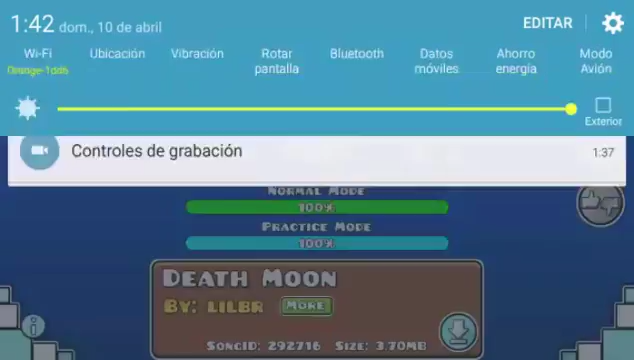 1:42 dom., 10 de abril EDITAR
Wi-Fi Ubicación Vibración Rotar pantalla Bluetooth Datos móviles Ahorro energía Modo Avión
Orange-1dd6
Exterior
Controles de grabación 1:37
NORMAL MODE
100%
PRACTICE MODE
100%
DEATH MOON
BY: LILBR MORE
SONGID: 292716 SIZE: 3.70MB